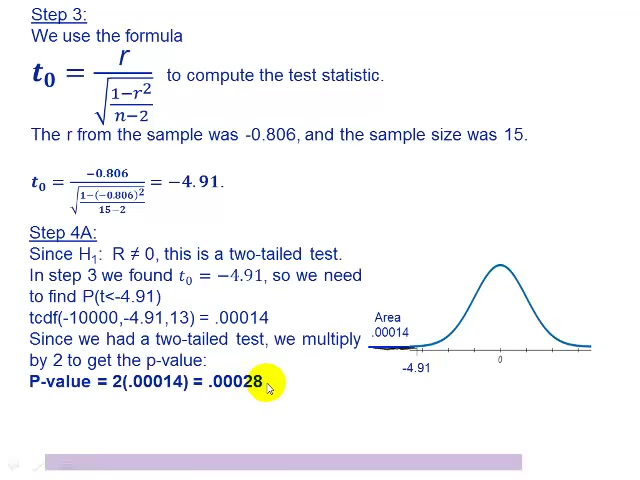 Step 3:
We use the formula
t₀ = r / √((1−r²)/(n−2)) to compute the test statistic.
The r from the sample was -0.806, and the sample size was 15.
t₀ = −0.806 / √((1−(−0.806)²)/(15−2)) = −4.91.
Step 4A:
Since H₁: R ≠ 0, this is a two-tailed test.
In step 3 we found t₀ = −4.91, so we need
to find P(t<-4.91)
tcdf(-10000,-4.91,13) = .00014
Since we had a two-tailed test, we multiply
by 2 to get the p-value:
P-value = 2(.00014) = .00028
Area
.00014
-4.91
0